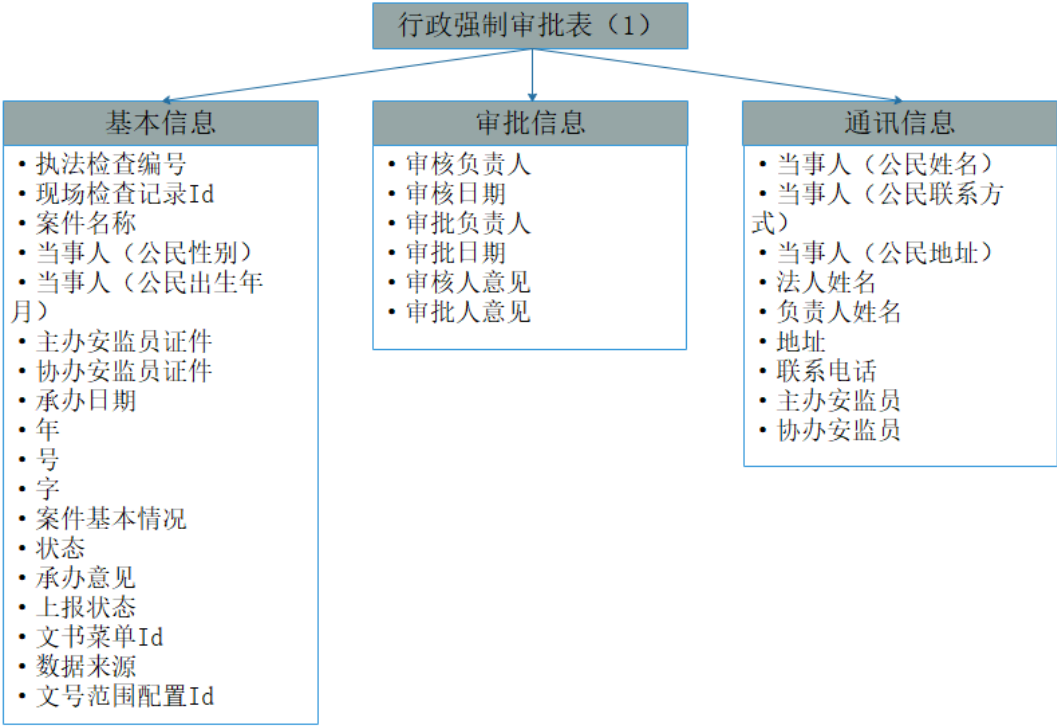 行政强制审批表（1）
基本信息
• 执法检查编号
• 现场检查记录Id
• 案件名称
• 当事人（公民性别）
• 当事人（公民出生年
月）
• 主办安监员证件
• 协办安监员证件
• 承办日期
• 年
• 号
• 字
• 案件基本情况
• 状态
• 承办意见
• 上报状态
• 文书菜单Id
• 数据来源
• 文号范围配置Id
审批信息
• 审核负责人
• 审核日期
• 审批负责人
• 审批日期
• 审核人意见
• 审批人意见
通讯信息
• 当事人（公民姓名）
• 当事人（公民联系方
式）
• 当事人（公民地址）
• 法人姓名
• 负责人姓名
• 地址
• 联系电话
• 主办安监员
• 协办安监员